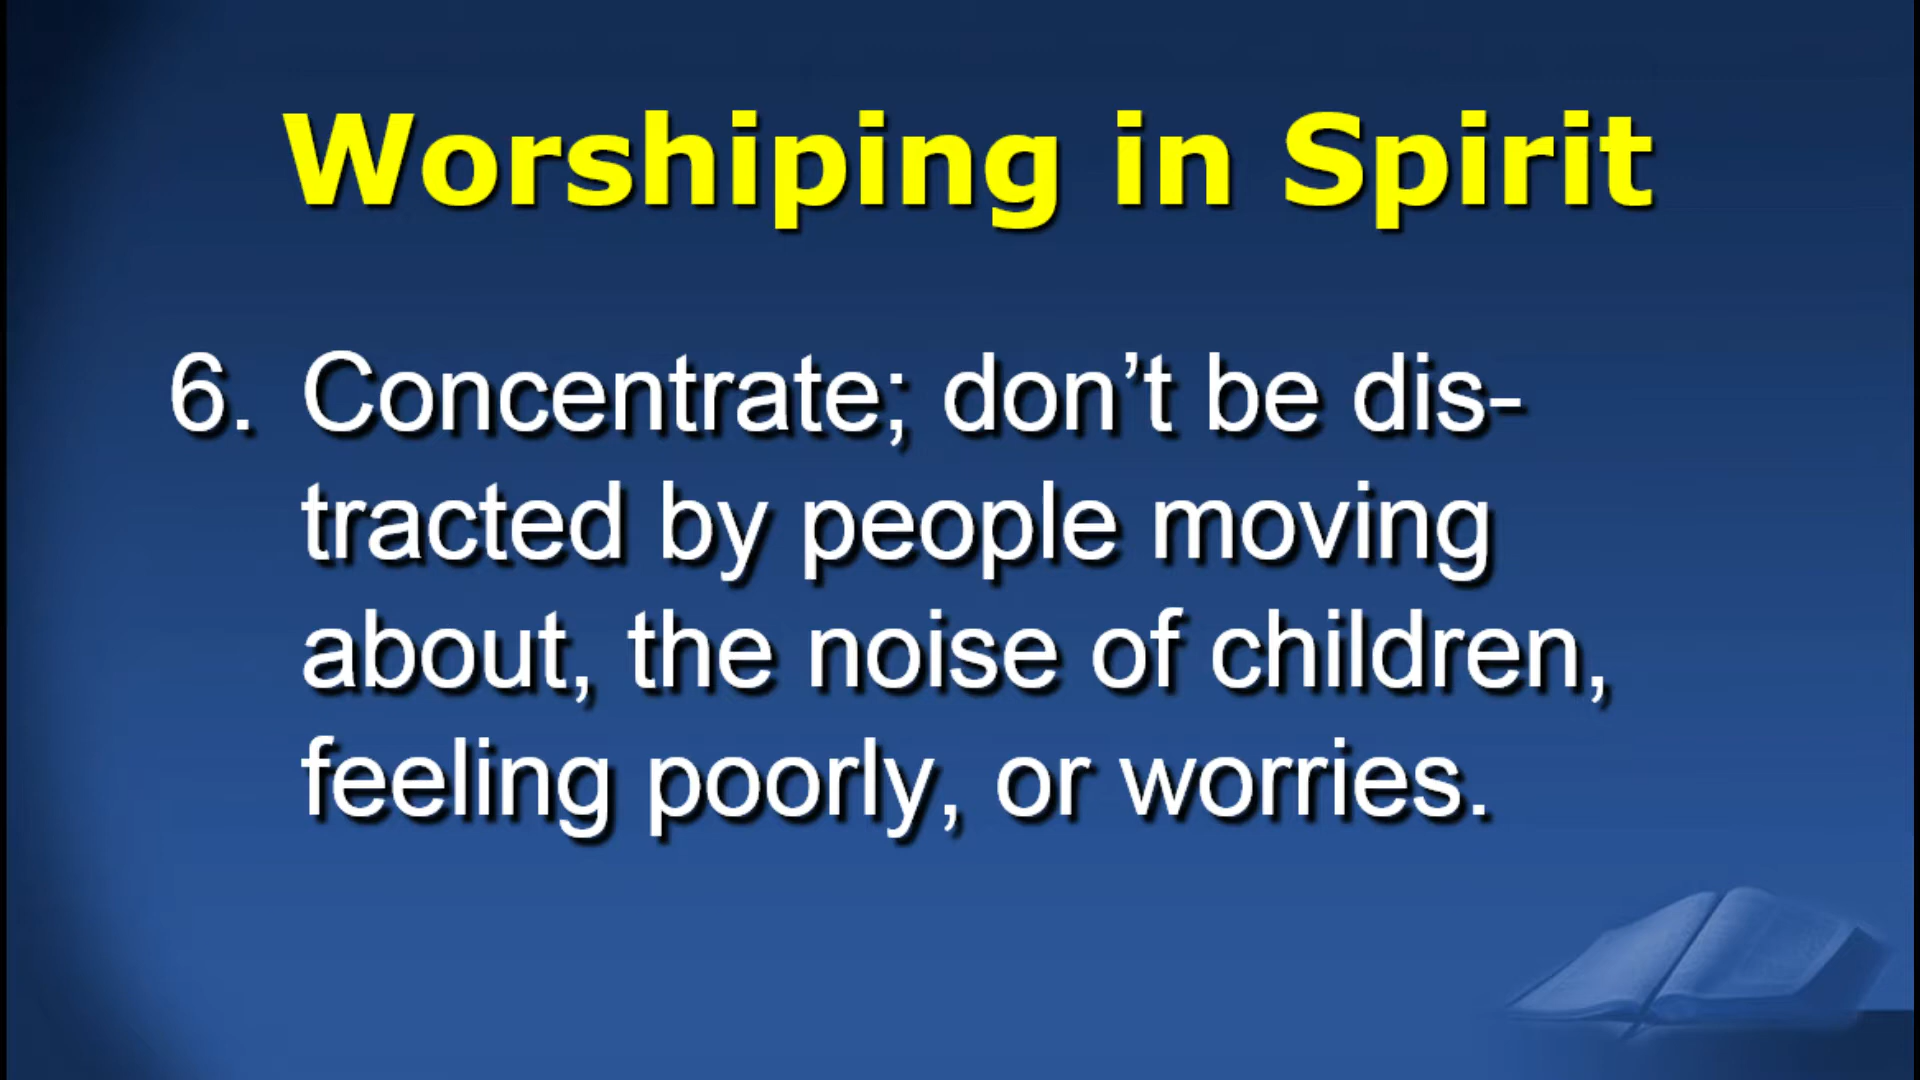 Worshiping in Spirit
6. Concentrate; don’t be dis-
tracted by people moving
about, the noise of children,
feeling poorly, or worries.